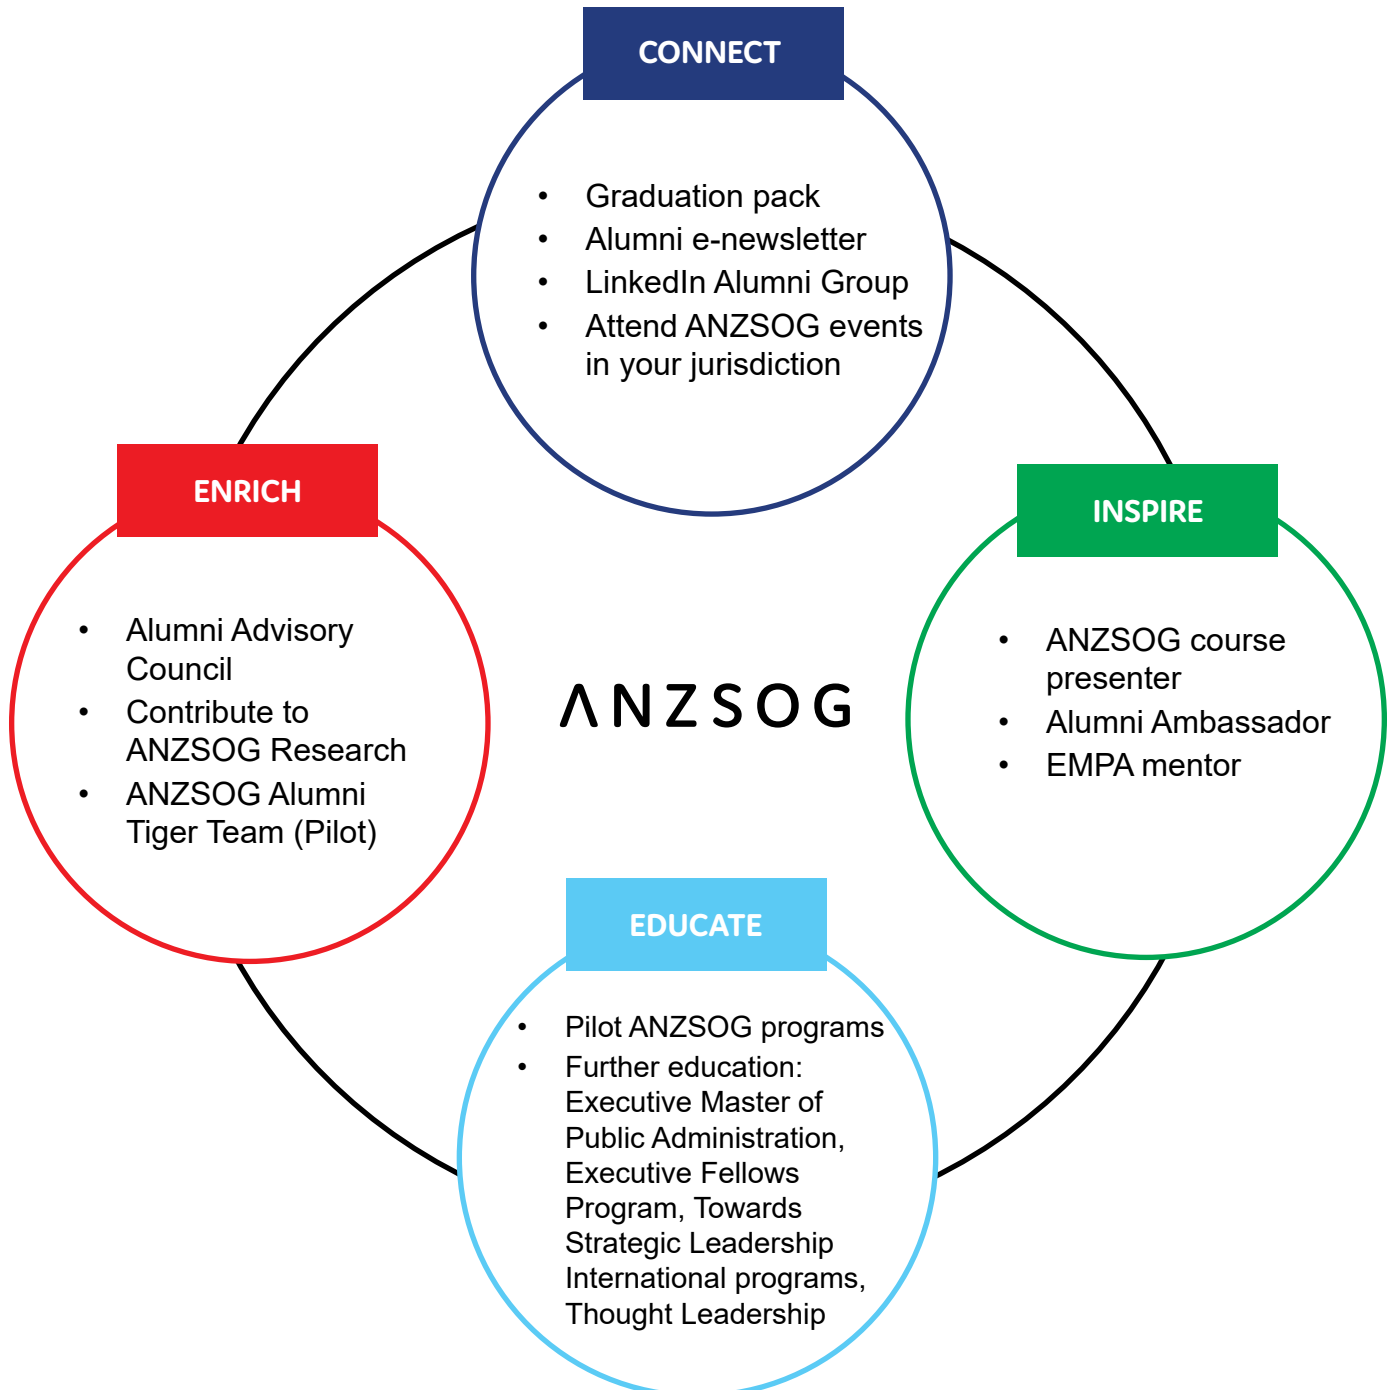 CONNECT
• Graduation pack
• Alumni e-newsletter
• LinkedIn Alumni Group
• Attend ANZSOG events
in your jurisdiction
ENRICH
• Alumni Advisory
Council
• Contribute to
ANZSOG Research
• ANZSOG Alumni
Tiger Team (Pilot)
ANZSOG
INSPIRE
• ANZSOG course
presenter
• Alumni Ambassador
• EMPA mentor
EDUCATE
• Pilot ANZSOG programs
• Further education:
Executive Master of
Public Administration,
Executive Fellows
Program, Towards
Strategic Leadership
International programs,
Thought Leadership